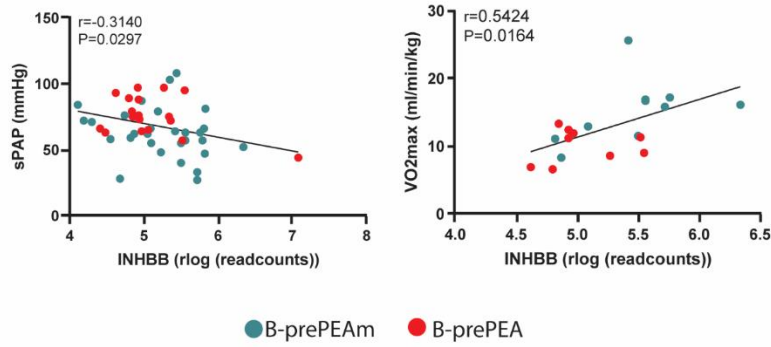 r=-0.3140
P=0.0297
150
100
50
0
sPAP (mmHg)
4 5 6 7 8
INHBB (rlog (readcounts))
r=0.5424
P=0.0164
30
20
10
0
VO2max (ml/min/kg)
4.0 4.5 5.0 5.5 6.0 6.5
INHBB (rlog (readcounts))
B-prePEAm B-prePEA